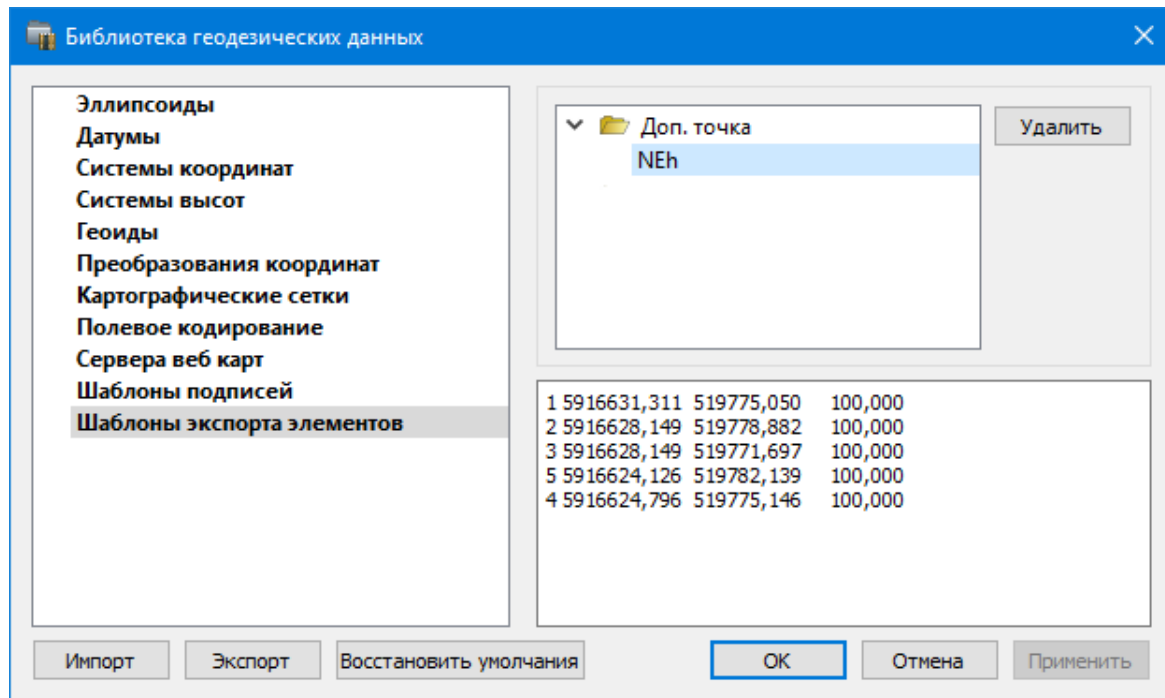 Библиотека геодезических данных
Эллипсоиды
Датумы
Системы координат
Системы высот
Геоиды
Преобразования координат
Картографические сетки
Полевое кодирование
Сервера веб карт
Шаблоны подписей
Шаблоны экспорта элементов
Доп. точка
NEh
Удалить
1 5916631,311 519775,050 100,000
2 5916628,149 519778,882 100,000
3 5916628,149 519771,697 100,000
5 5916624,126 519782,139 100,000
4 5916624,796 519775,146 100,000
Импорт Экспорт Восстановить умолчания ОК Отмена Применить